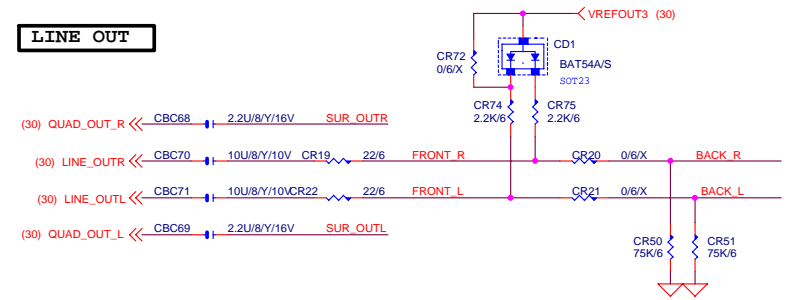 LINE OUT
VREFOUT3 (30)
CR72
0/6/X
CD1
BAT54A/S
SOT23
CR74
2.2K/6
CR75
2.2K/6
(30) QUAD_OUT_R CBC68 2.2U/8/Y/16V SUR_OUTR
(30) LINE_OUTR CBC70 10U/8/Y/10V CR19 22/6 FRONT_R CR20 0/6/X BACK_R
(30) LINE_OUTL CBC71 10U/8/Y/10V CR22 22/6 FRONT_L CR21 0/6/X BACK_L
(30) QUAD_OUT_L CBC69 2.2U/8/Y/16V SUR_OUTL
CR50
75K/6
CR51
75K/6